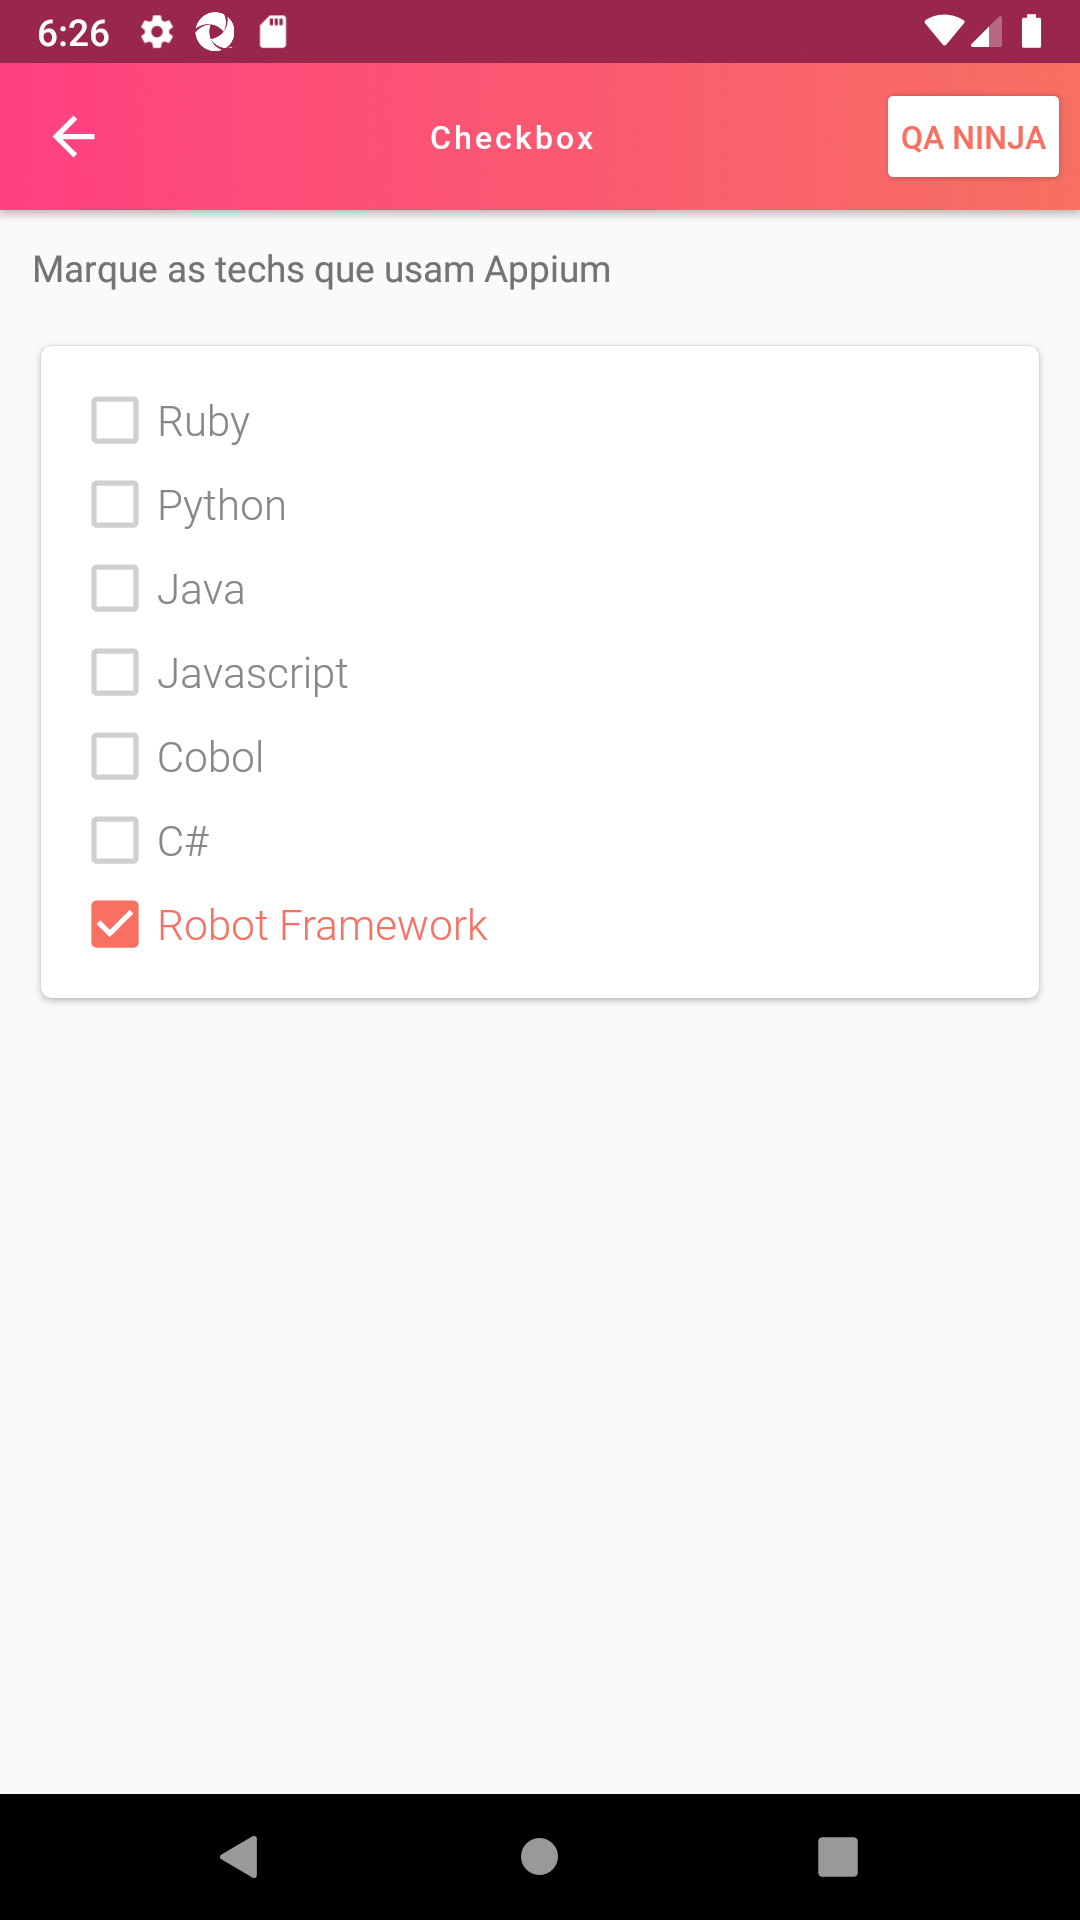 6:26
Checkbox
QA NINJA
Marque as techs que usam Appium
Ruby
Python
Java
Javascript
Cobol
C#
Robot Framework